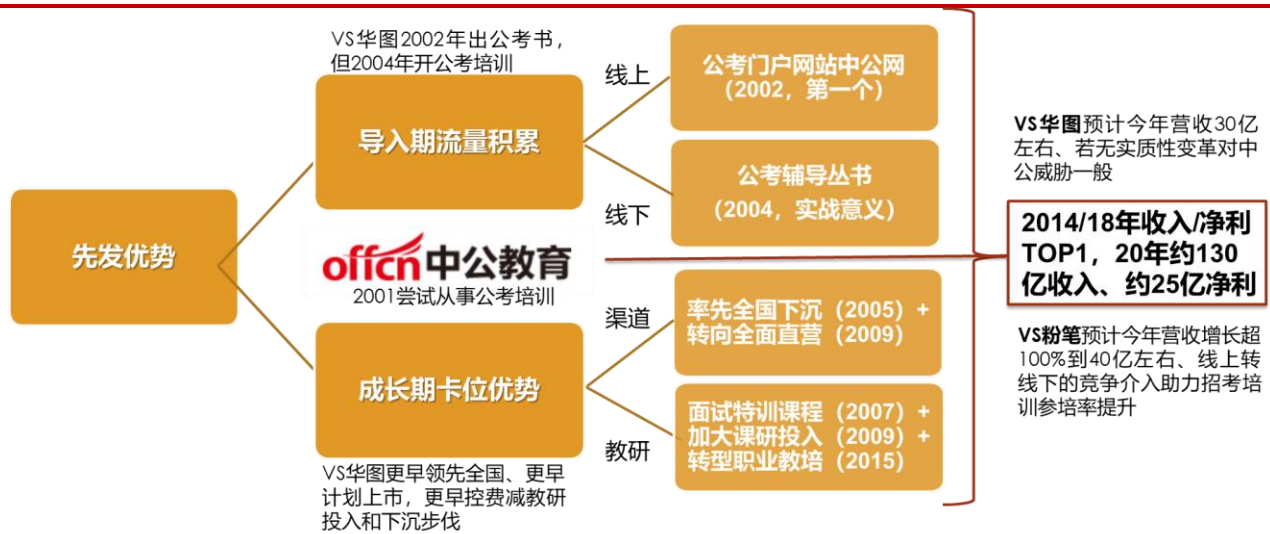 VS华图2002年出公考书，
但2004年开公考培训
导入期流量积累
线上
公考门户网站中公网
（2002，第一个）
线下
公考辅导丛书
（2004，实战意义）
先发优势
offcn中公教育
2001尝试从事公考培训
成长期卡位优势
渠道
率先全国下沉（2005）+
转向全面直营（2009）
教研
面试特训课程（2007）+
加大课研投入（2009）+
转型职业教培（2015）
VS华图更早领先全国、更早
计划上市，更早控费减教研
投入和下沉步伐
VS华图预计今年营收30亿
左右、若无实质性变革对中
公威胁一般
2014/18年收入/净利
TOP1，20年约130
亿收入、约25亿净利
VS粉笔预计今年营收增长超
100%到40亿左右、线上转
线下的竞争介入助力招考培
训参培率提升